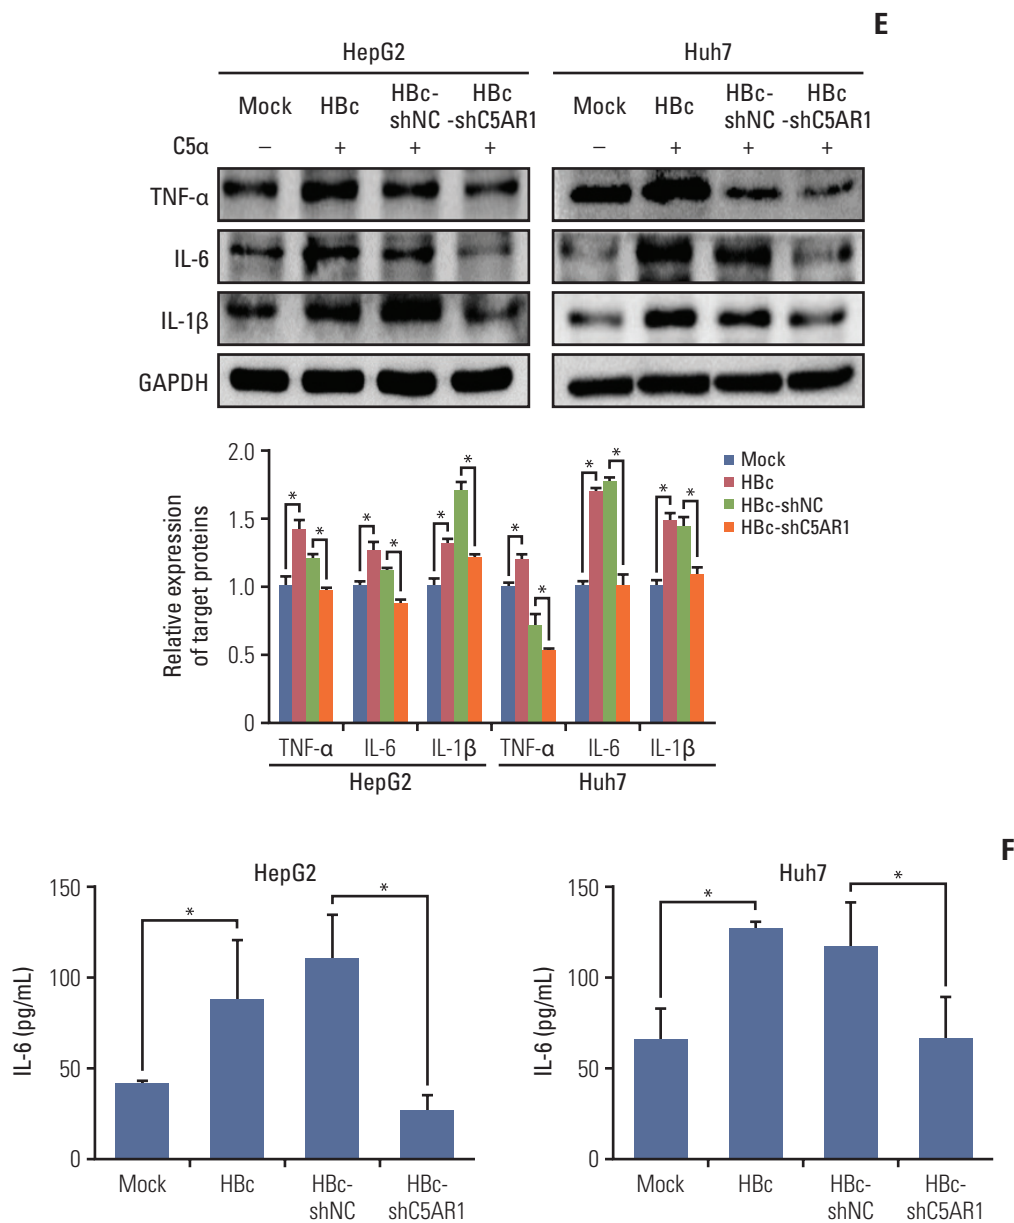 E
HepG2
Huh7
Mock HBc HBc-shNC HBc-shC5AR1
Mock HBc HBc-shNC HBc-shC5AR1
C5α – + + + – + + +
TNF-α
IL-6
IL-1β
GAPDH
Relative expression
of target proteins
2.0
1.5
1.0
0.5
0
* * * * * * * * * * * *
Mock
HBc
HBc-shNC
HBc-shC5AR1
TNF-α IL-6 IL-1β TNF-α IL-6 IL-1β
HepG2 Huh7
F
HepG2
IL-6 (pg/mL)
150
100
50
0
* *
Mock HBc HBc-shNC HBc-shC5AR1
Huh7
IL-6 (pg/mL)
150
100
50
0
* *
Mock HBc HBc-shNC HBc-shC5AR1